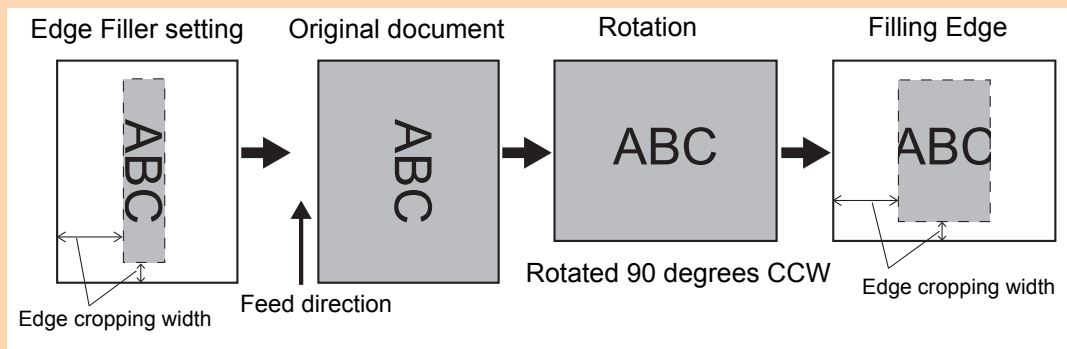 Edge Filler setting
Original document
Rotation
Filling Edge
ABC
ABC
ABC
ABC
Rotated 90 degrees CCW
Feed direction
Edge cropping width
Edge cropping width